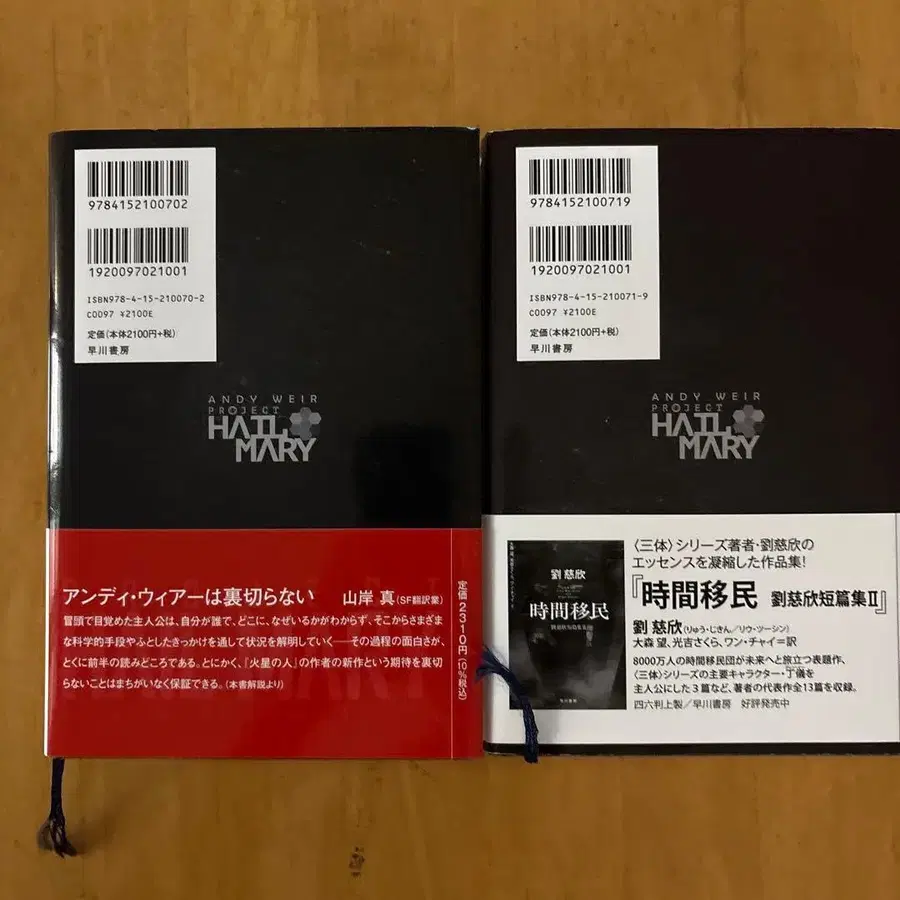 9784152100702
1920097021001
ISBN978-4-15-210070-2
C0097 ¥2100E
定価(本体2100円+税)
早川書房
ANDY WEIR
PROJECT
HAIL
MARY
アンディ・ウィアーは裏切らない 山岸 真(SF翻訳業)
冒頭で目覚めた主人公は、自分が誰で、どこに、なぜいるかがわからず、そこからさまざま
な科学的手段やふとしたきっかけを通して状況を解明していく──その過程の面白さが、
とくに前半の読みどころである。とにかく、『火星の人』の作者の新作という期待を裏切
らないことはまちがいなく保証できる。(本書解説より)
定価2310円(10%税込)
9784152100719
1920097021001
ISBN978-4-15-210071-9
C0097 ¥2100E
定価(本体2100円+税)
早川書房
ANDY WEIR
PROJECT
HAIL
MARY
〈三体〉シリーズ著者・劉慈欣の
エッセンスを凝縮した作品集!
『時間移民 劉慈欣短篇集Ⅱ』
劉 慈欣(りゅう・じきん/リウ・ツーシン)
大森 望、光吉さくら、ワン・チャイ=訳
8000万人の時間移民団が未来へと旅立つ表題作、
〈三体〉シリーズの主要キャラクター・丁儀を
主人公にした3篇など、著者の代表作全13篇を収録。
四六判上製/早川書房 好評発売中
劉慈欣
時間移民
劉慈欣短篇集Ⅱ
早川書房